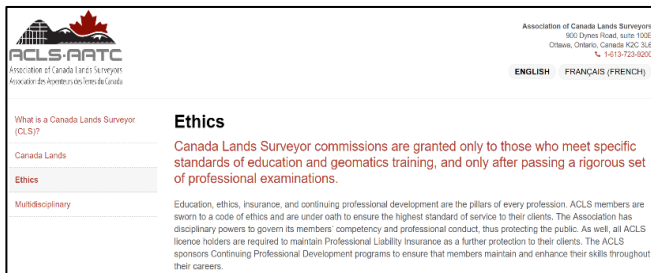 ACLS-AATC
Association of Canada Lands Surveyors
Association des Arpenteurs des Terres du Canada
Association of Canada Lands Surveyors
900 Dynes Road, suite 100E
Ottawa, Ontario, Canada K2C 3L6
1-613-723-9200
ENGLISH FRANÇAIS (FRENCH)
What is a Canada Lands Surveyor
(CLS)?
Canada Lands
Ethics
Multidisciplinary
Ethics
Canada Lands Surveyor commissions are granted only to those who meet specific
standards of education and geomatics training, and only after passing a rigorous set
of professional examinations.
Education, ethics, insurance, and continuing professional development are the pillars of every profession. ACLS members are
sworn to a code of ethics and are under oath to ensure the highest standard of service to their clients. The Association has
disciplinary powers to govern its members' competency and professional conduct, thus protecting the public. As well, all ACLS
licence holders are required to maintain Professional Liability Insurance as a further protection to their clients. The ACLS
sponsors Continuing Professional Development programs to ensure that members maintain and enhance their skills throughout
their careers.